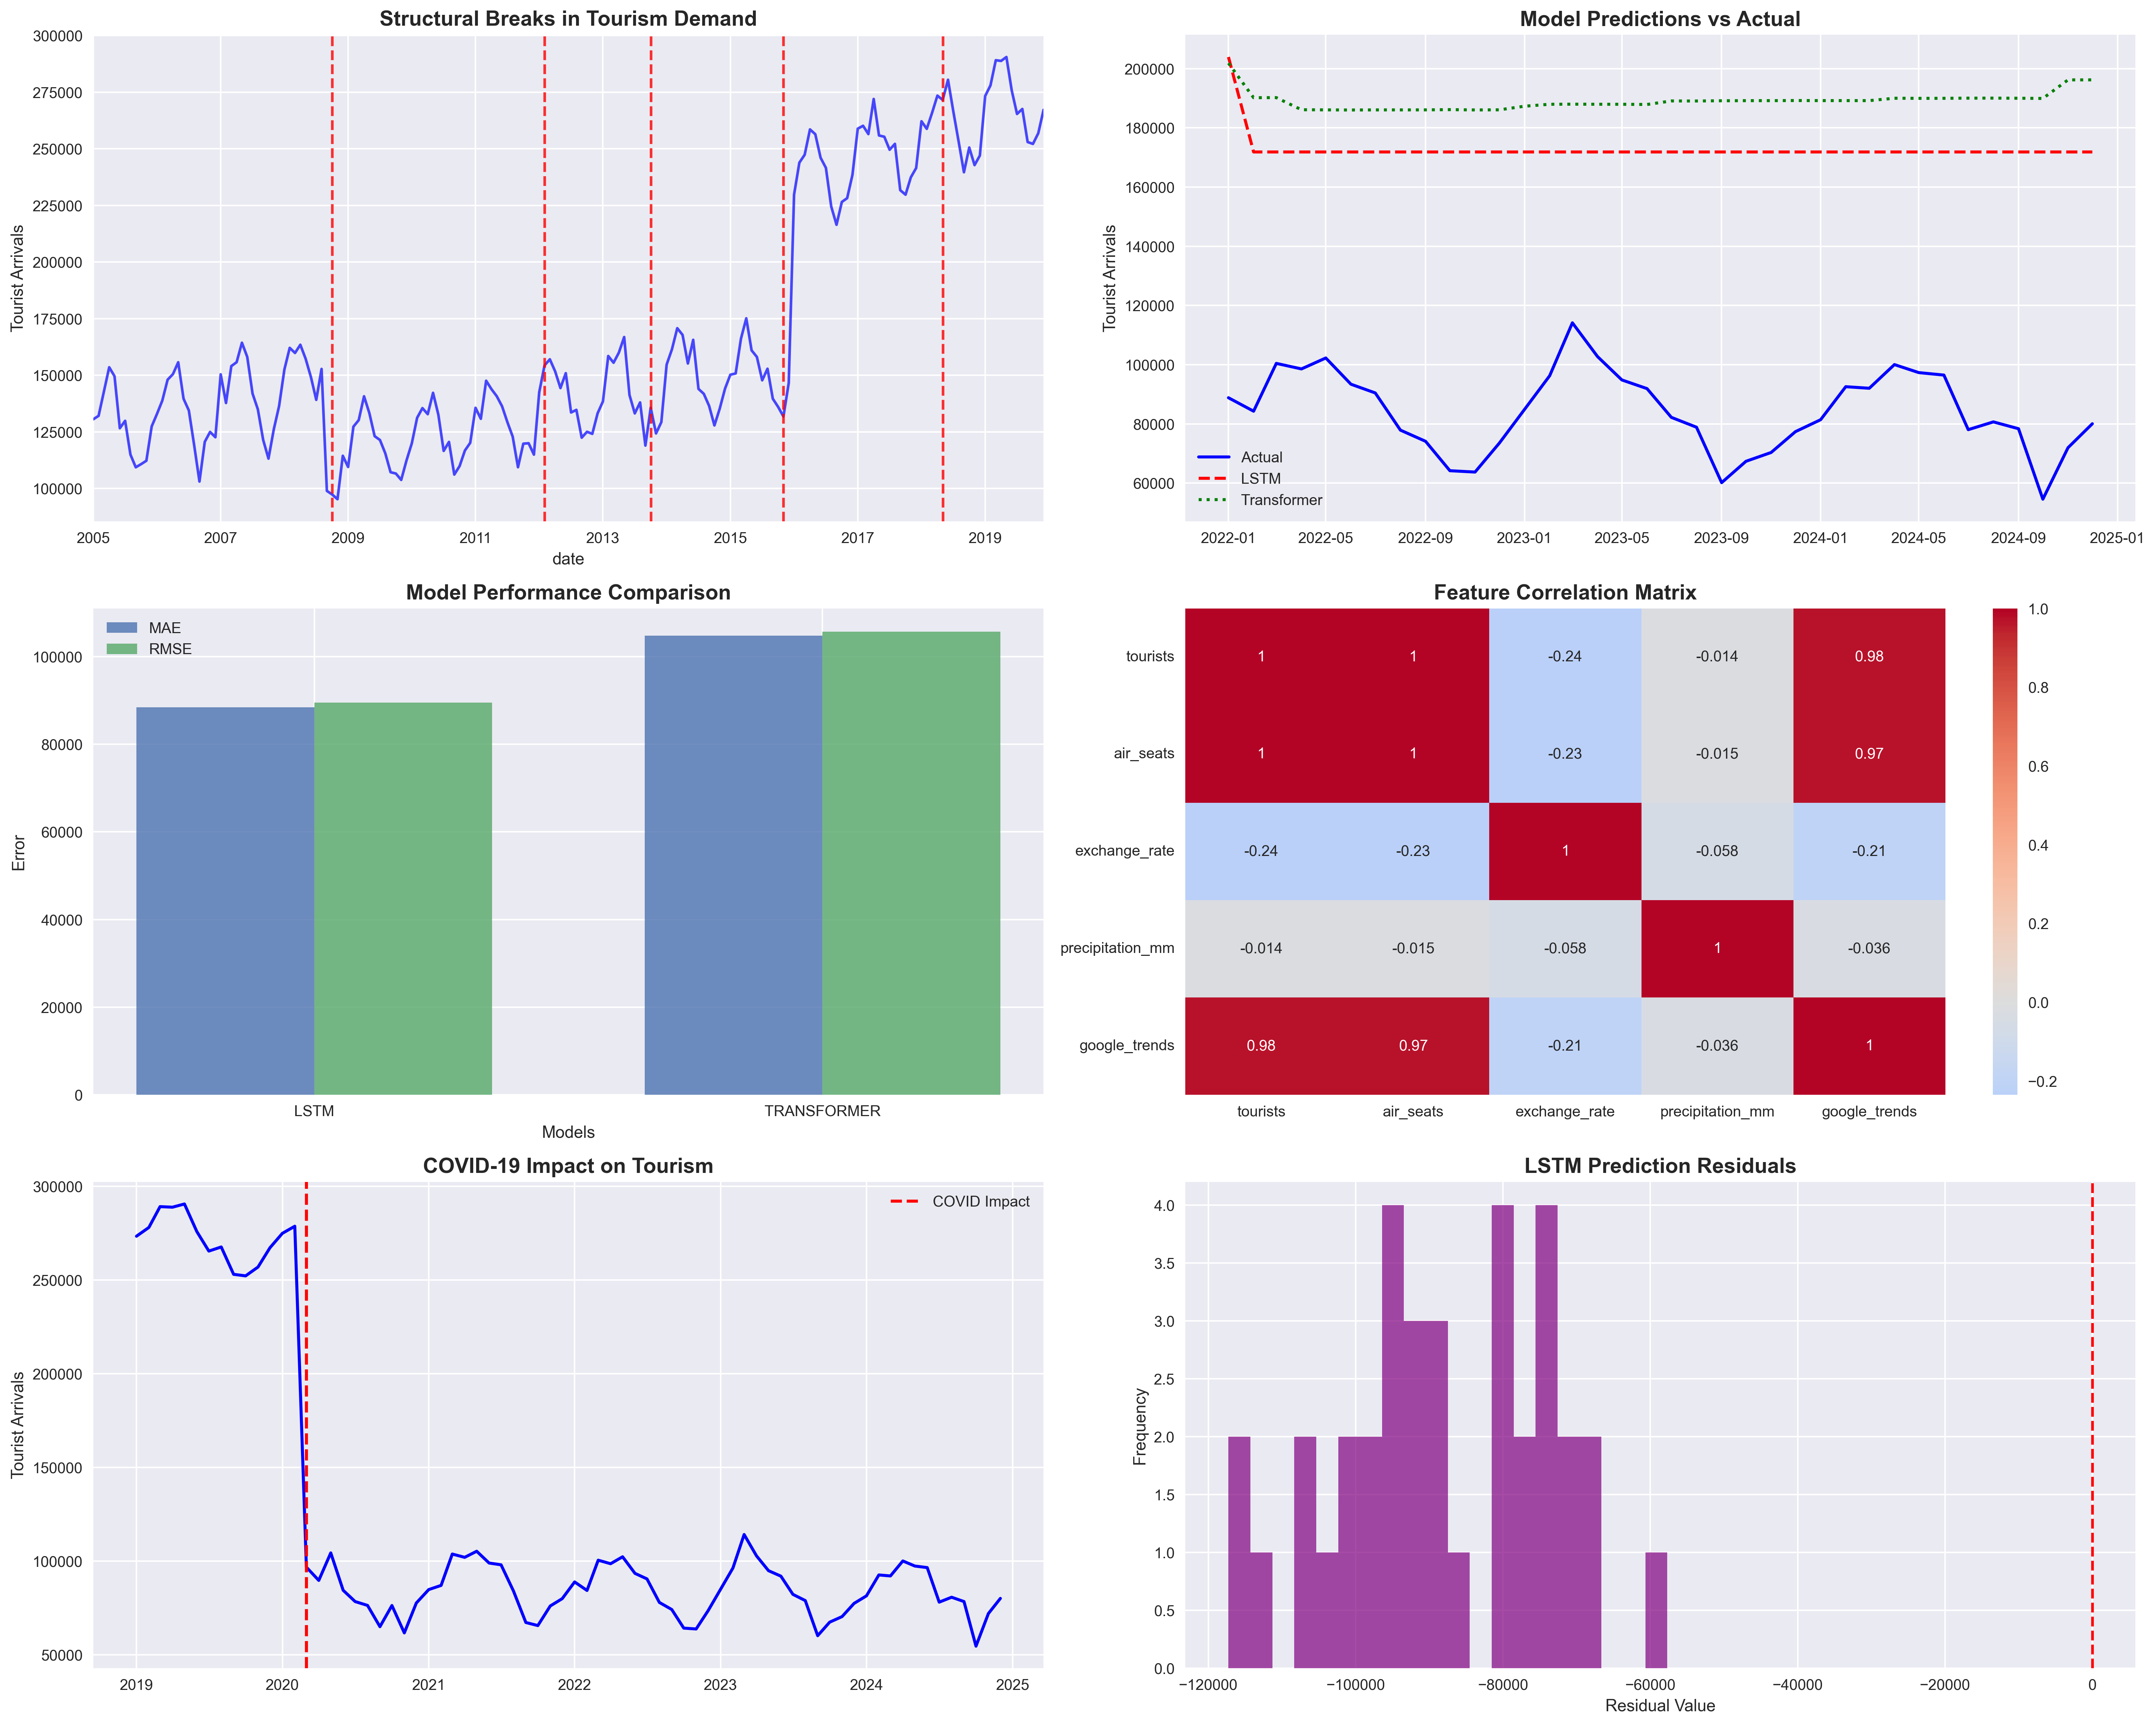 Structural Breaks in Tourism Demand
300000
275000
250000
225000
200000
175000
150000
125000
100000
Tourist Arrivals
2005 2007 2009 2011 2013 2015 2017 2019
date
Model Predictions vs Actual
200000
180000
160000
140000
120000
100000
80000
60000
Tourist Arrivals
Actual
LSTM
Transformer
2022-01 2022-05 2022-09 2023-01 2023-05 2023-09 2024-01 2024-05 2024-09 2025-01
Model Performance Comparison
MAE
RMSE
100000
80000
60000
40000
20000
0
Error
LSTM TRANSFORMER
Models
Feature Correlation Matrix
tourists 1 1 -0.24 -0.014 0.98
air_seats 1 1 -0.23 -0.015 0.97
exchange_rate -0.24 -0.23 1 -0.058 -0.21
precipitation_mm -0.014 -0.015 -0.058 1 -0.036
google_trends 0.98 0.97 -0.21 -0.036 1
tourists air_seats exchange_rate precipitation_mm google_trends
1.0
0.8
0.6
0.4
0.2
0.0
−0.2
COVID-19 Impact on Tourism
COVID Impact
300000
250000
200000
150000
100000
50000
Tourist Arrivals
2019 2020 2021 2022 2023 2024 2025
LSTM Prediction Residuals
4.0
3.5
3.0
2.5
2.0
1.5
1.0
0.5
0.0
Frequency
−120000 −100000 −80000 −60000 −40000 −20000 0
Residual Value